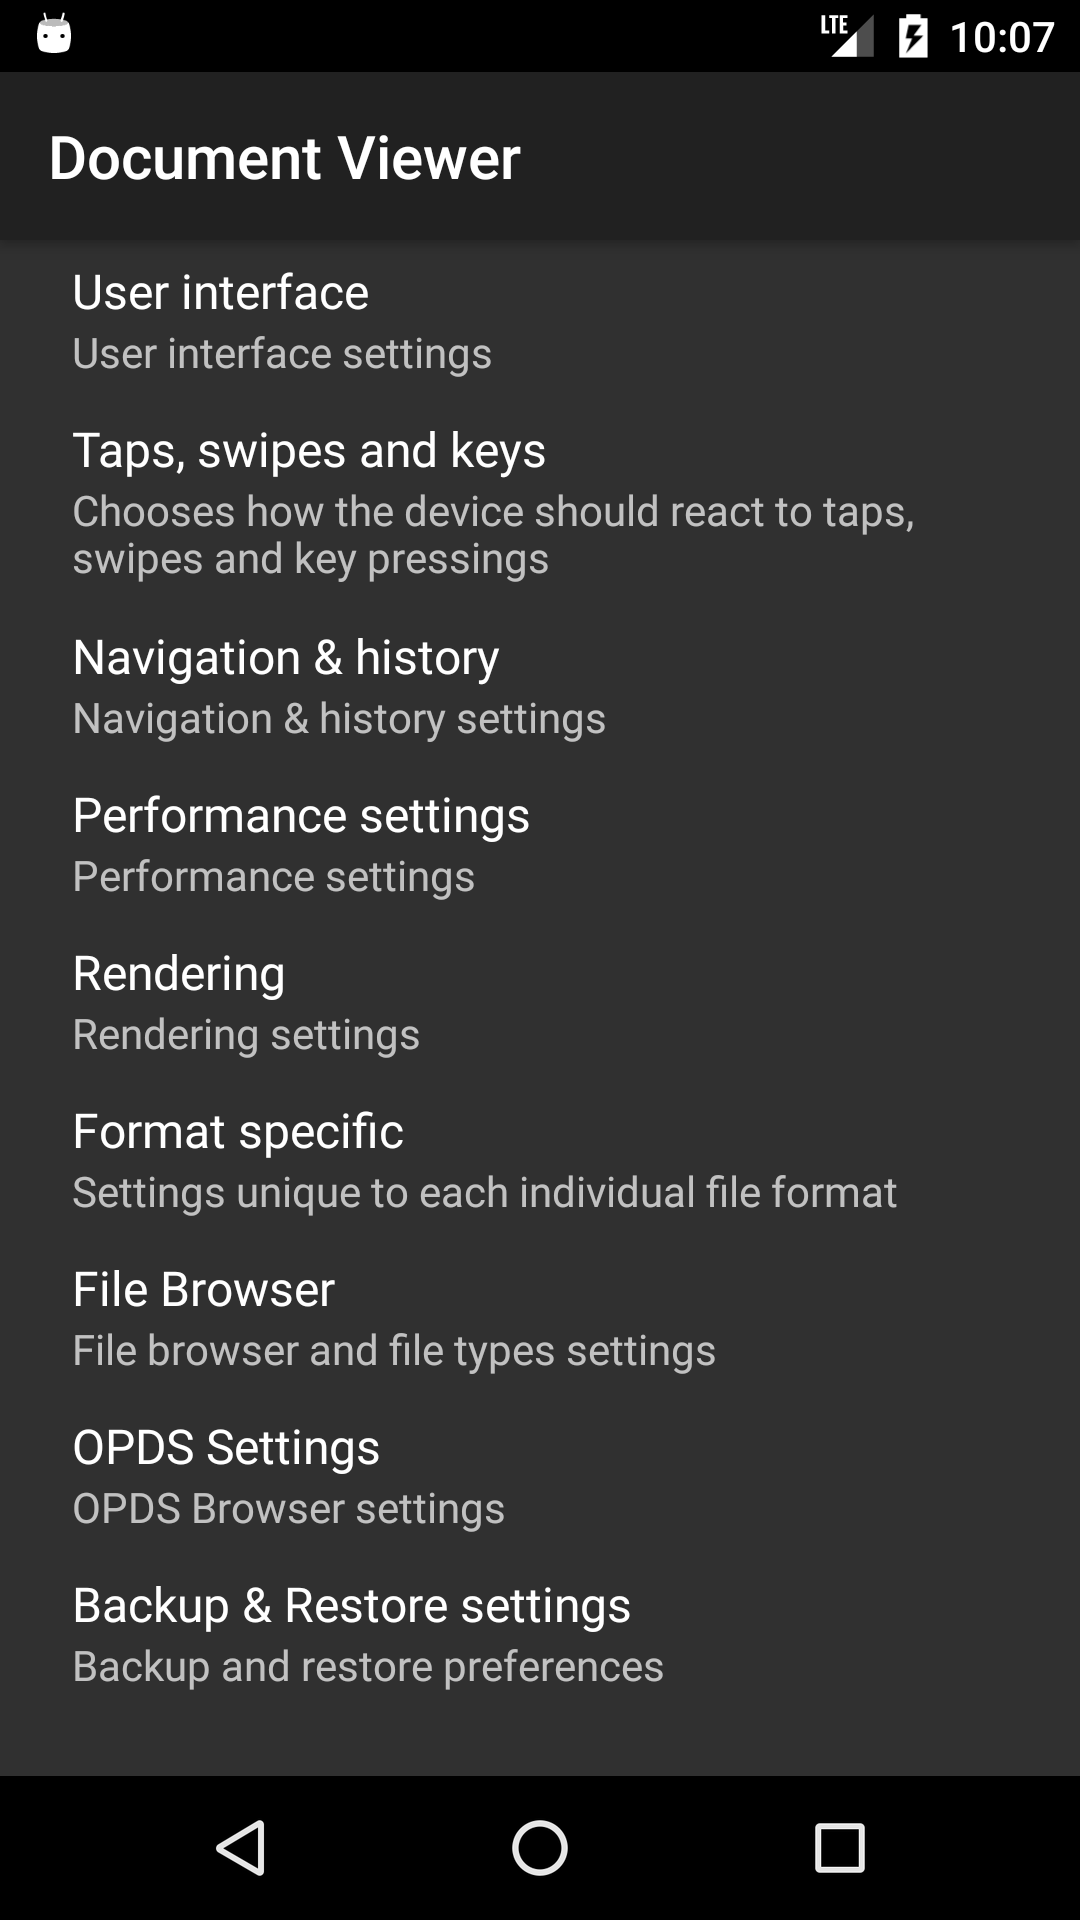 LTE 10:07
Document Viewer
User interface
User interface settings
Taps, swipes and keys
Chooses how the device should react to taps,
swipes and key pressings
Navigation & history
Navigation & history settings
Performance settings
Performance settings
Rendering
Rendering settings
Format specific
Settings unique to each individual file format
File Browser
File browser and file types settings
OPDS Settings
OPDS Browser settings
Backup & Restore settings
Backup and restore preferences